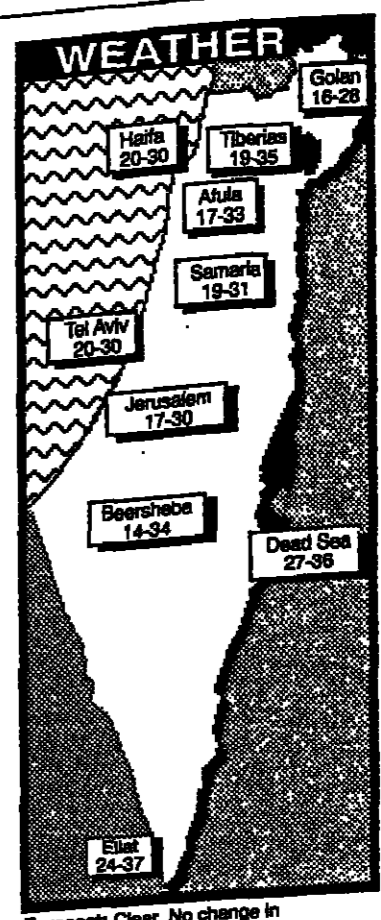 WEATHER
Golan
16-28
Haifa
20-30
Tiberias
19-35
Afula
17-33
Samaria
19-31
Tel Aviv
20-30
Jerusalem
17-30
Beersheba
14-34
Dead Sea
27-36
Eilat
24-37
Clear. No change in